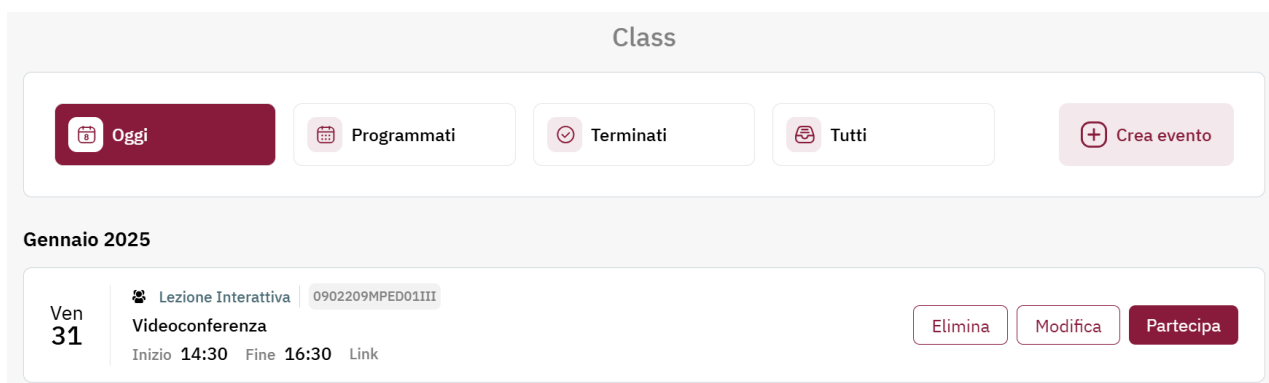 Class
8 Oggi
Programmati
Terminati
Tutti
Crea evento
Gennaio 2025
Ven
31
Lezione Interattiva
0902209MPED01III
Videoconferenza
Inizio 14:30 Fine 16:30 Link
Elimina
Modifica
Partecipa